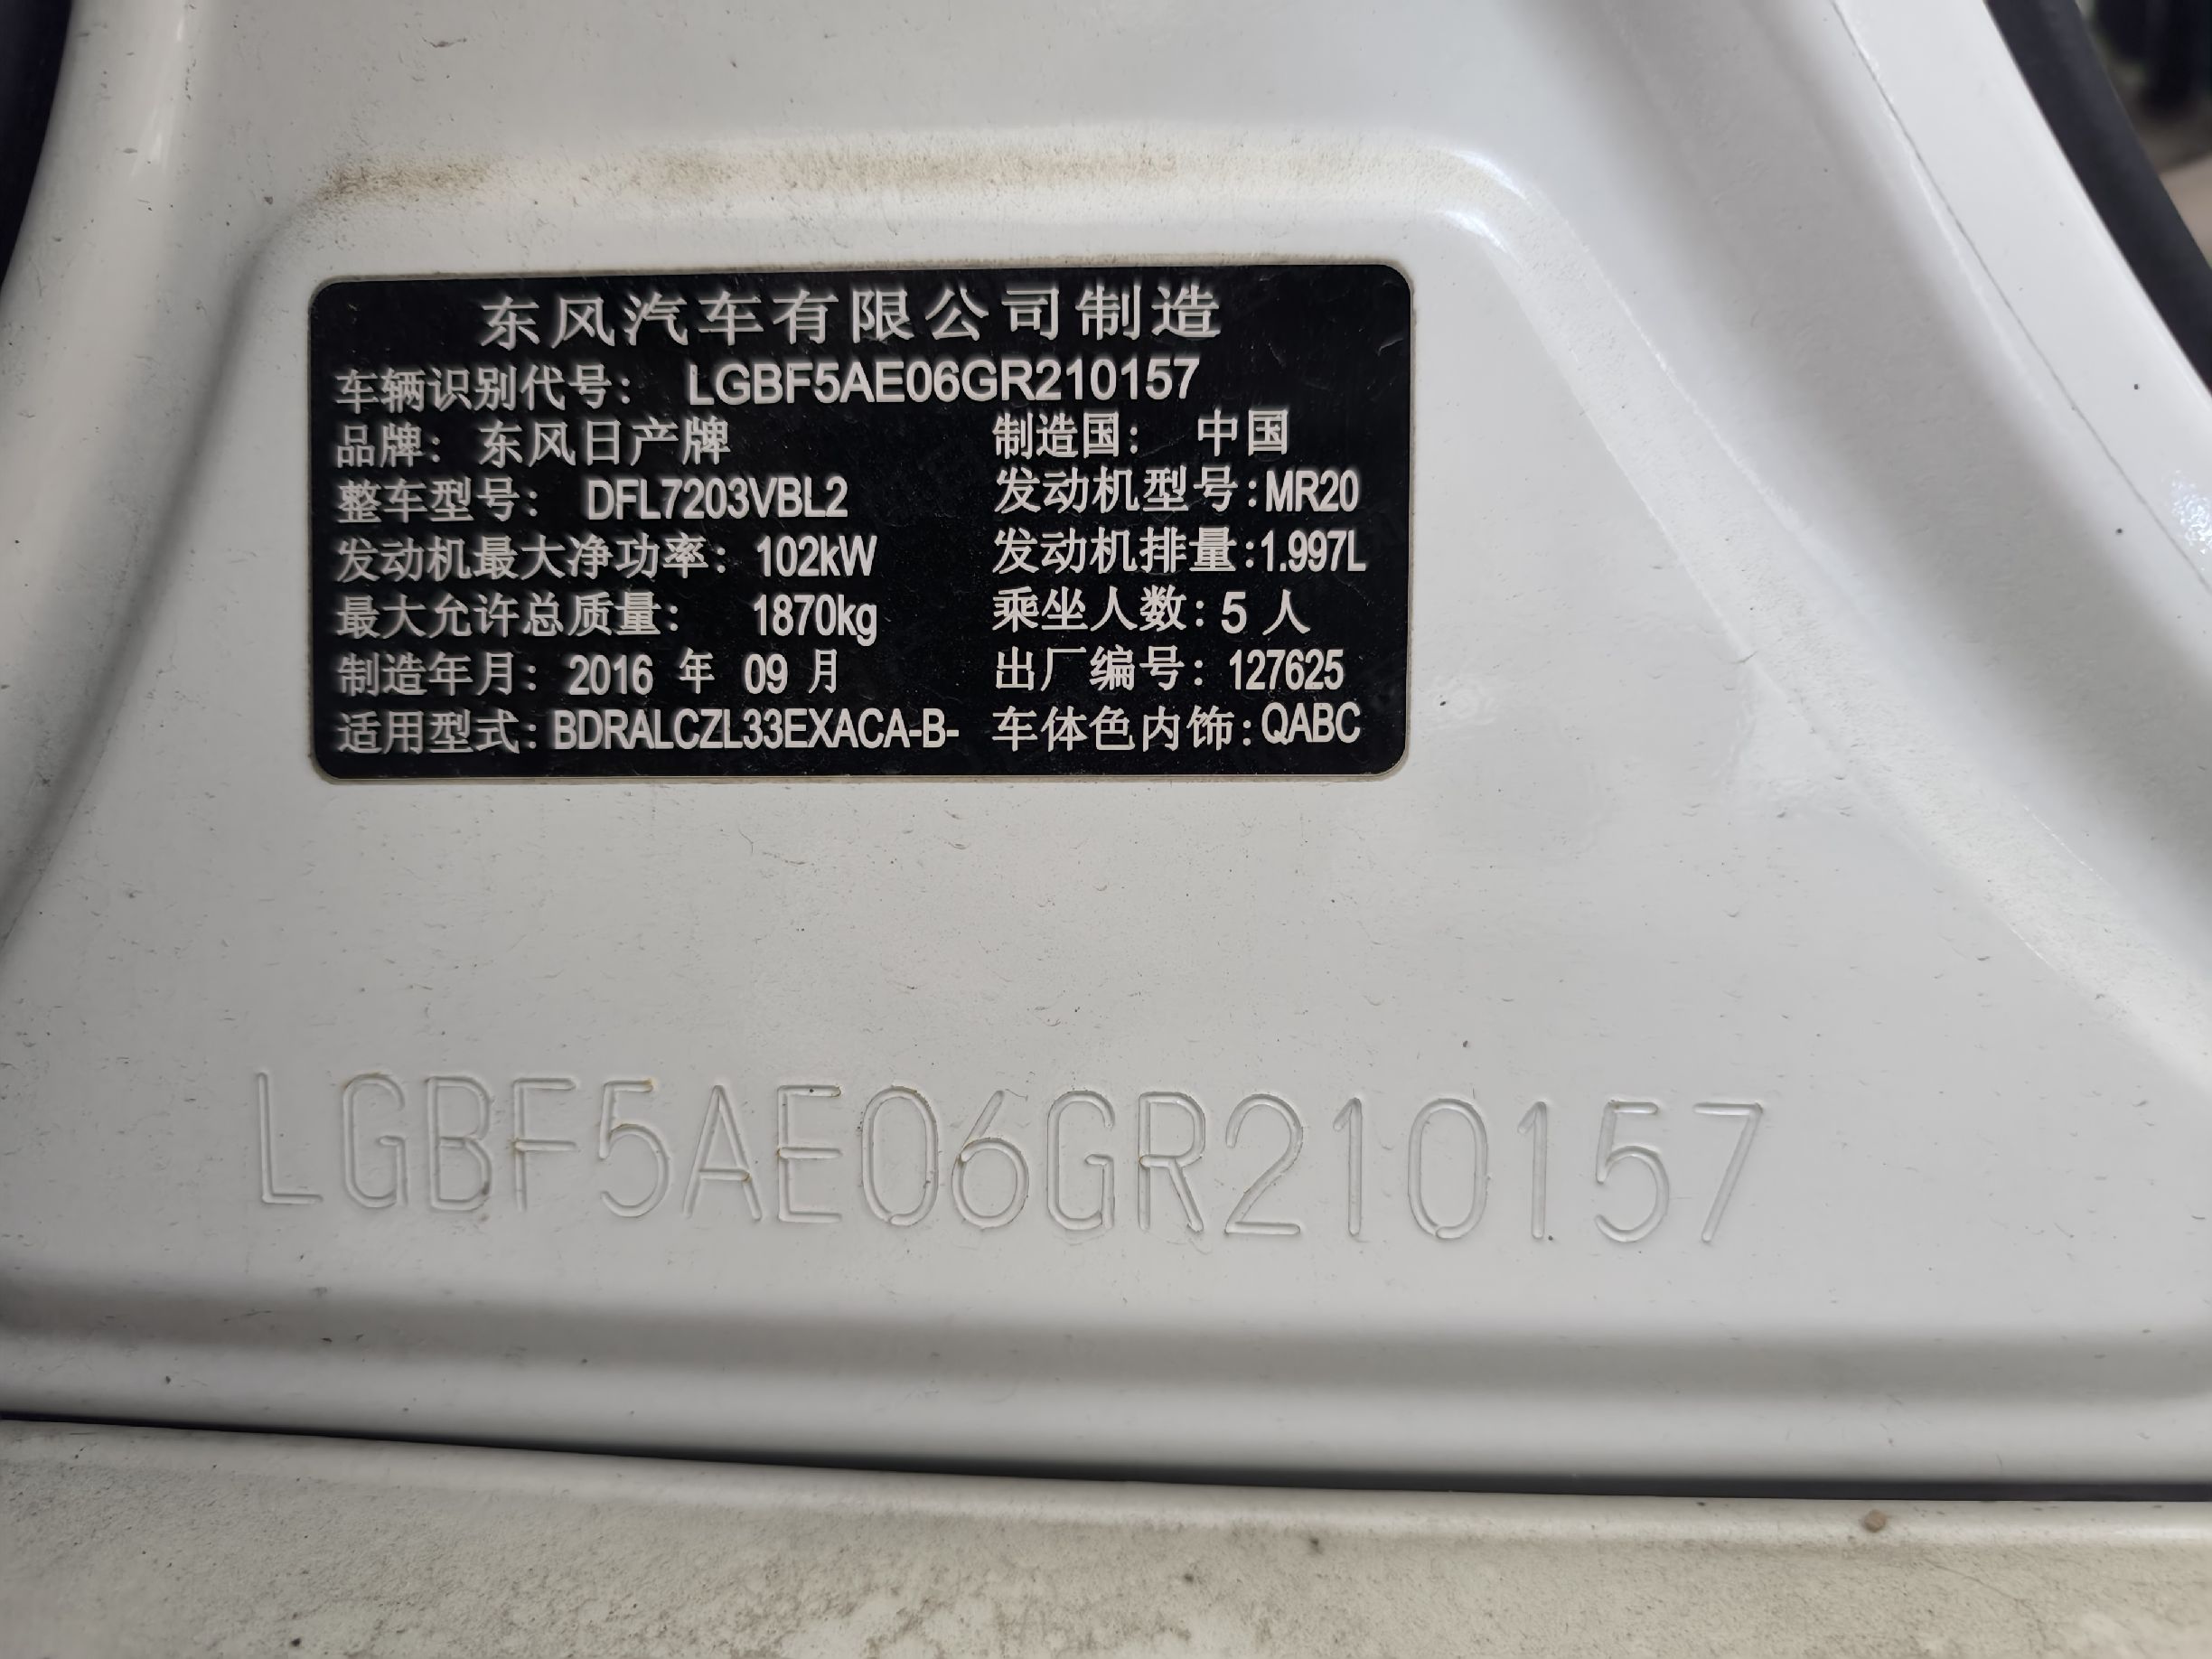 东风汽车有限公司制造
车辆识别代号: LGBF5AE06GR210157
品牌: 东风日产牌 制造国: 中国
整车型号: DFL7203VBL2 发动机型号:MR20
发动机最大净功率: 102kW 发动机排量:1.997L
最大允许总质量: 1870kg 乘坐人数: 5 人
制造年月: 2016 年 09 月 出厂编号: 127625
适用型式: BDRALCZL33EXACA-B- 车体色内饰:QABC
LGBF5AE06GR210157